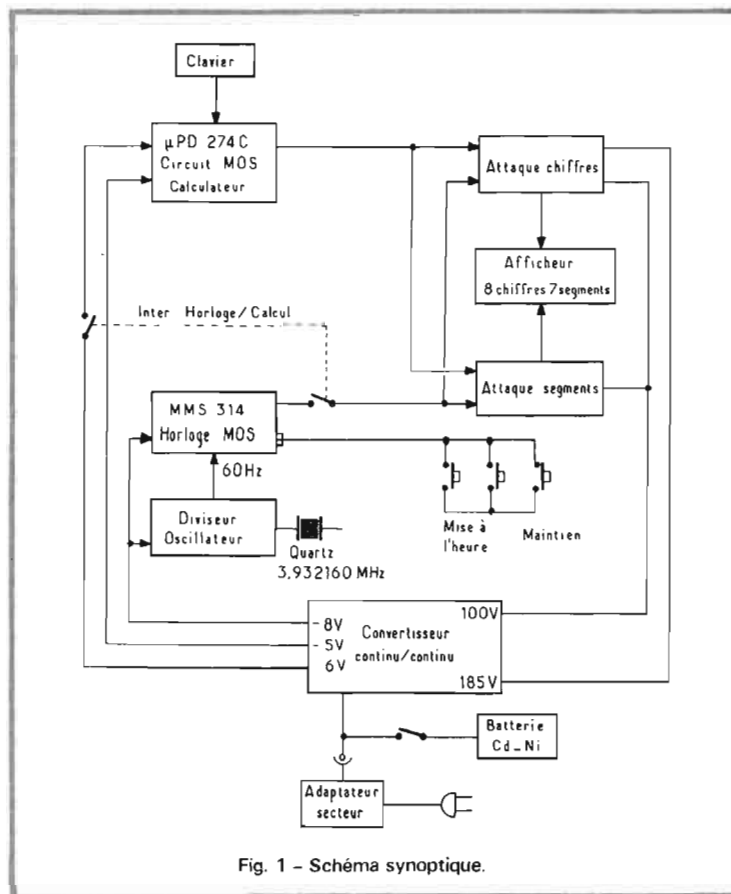 Clavier
µPD 274C
Circuit MOS
Calculateur
Attaque chiffres
Afficheur
8 chiffres 7 segments
Inter Horloge/Calcul
Attaque segments
MMS 314
Horloge MOS
60Hz
Diviseur
Oscillateur
Quartz
3,932160 MHz
Mise à
l'heure
Maintien
-8V
-5V
6V
Convertisseur
continu/continu
100V
185V
Batterie
Cd_Ni
Adaptateur
secteur
Fig. 1 - Schéma synoptique.